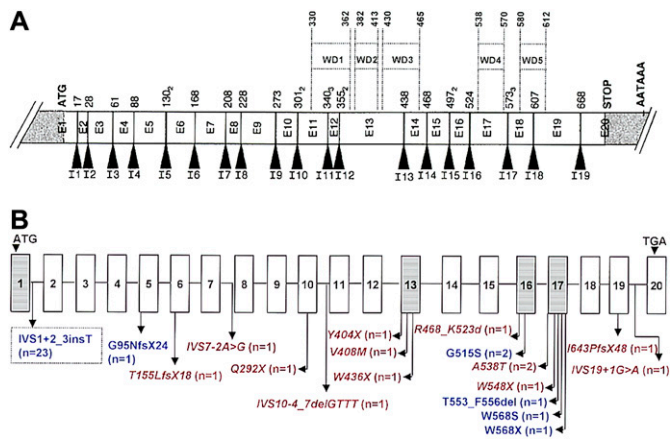 A
330 362 382 413 430 465 538 570 580 612
WD1 WD2 WD3 WD4 WD5
ATG 17 28 61 88 130₂ 168 208 228 273 301₂ 340₃ 355₂ 438 468 497₂ 524 573₃ 607 668 STOP AATAAA
E1 E2 E3 E4 E5 E6 E7 E8 E9 E10 E11 E12 E13 E14 E15 E16 E17 E18 E19 E20
I1 I2 I3 I4 I5 I6 I7 I8 I9 I10 I11 I12 I13 I14 I15 I16 I17 I18 I19
B
ATG TGA
1 2 3 4 5 6 7 8 9 10 11 12 13 14 15 16 17 18 19 20
IVS1+2_3insT
(n=23)
G95NfsX24
(n=1)
T155LfsX18 (n=1)
IVS7-2A>G (n=1)
Q292X (n=1)
IVS10-4_7delGTTT (n=1)
Y404X (n=1)
V408M (n=1)
W436X (n=1)
R468_K523d (n=1)
G515S (n=2)
A538T (n=2)
W548X (n=1)
T553_F556del (n=1)
W568S (n=1)
W568X (n=1)
I643PfsX48 (n=1)
IVS19+1G>A (n=1)